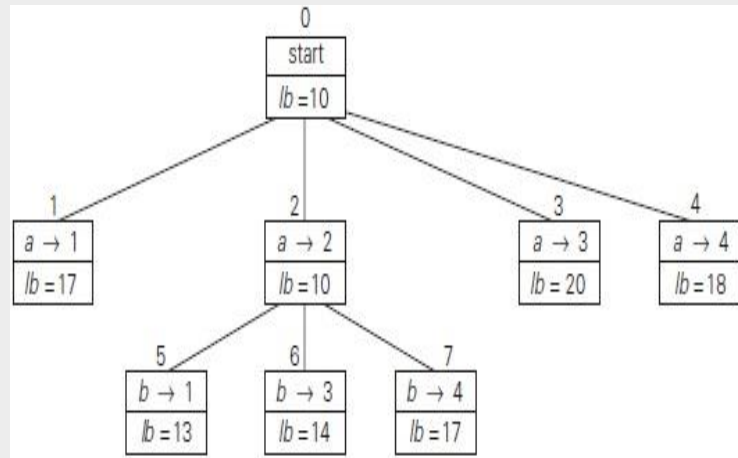 0
start
lb =10
1
2
3
4
a → 1
a → 2
a → 3
a → 4
lb =17
lb =10
lb = 20
lb =18
5
6
7
b → 1
b → 3
b → 4
lb =13
lb =14
lb =17